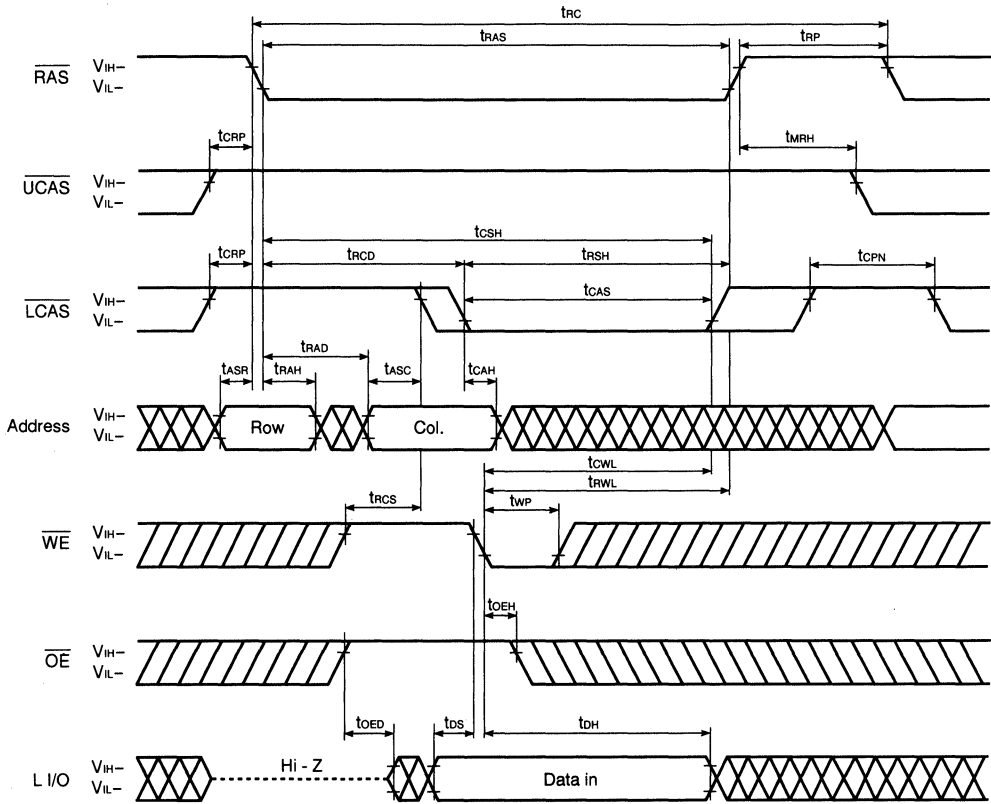 tRC
tRAS
tRP
RAS
VIH–
VIL–
tCRP
tMRH
UCAS
VIH–
VIL–
tCSH
tCRP
tRCD
tRSH
tCPN
tCAS
LCAS
VIH–
VIL–
tRAD
tASR
tRAH
tASC
tCAH
Address
VIH–
VIL–
Row
Col.
tCWL
tRWL
tRCS
tWP
WE
VIH–
VIL–
tOEH
OE
VIH–
VIL–
tOED
tDS
tDH
L I/O
VIH–
VIL–
Hi - Z
Data in